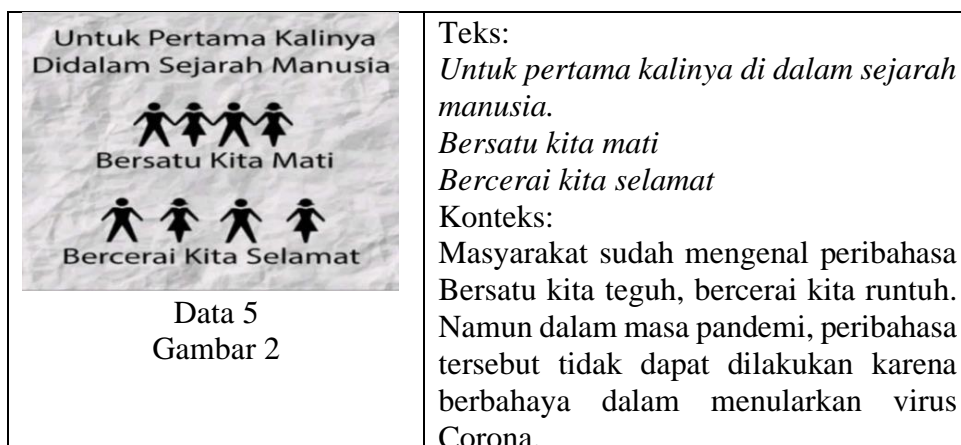 Untuk Pertama Kalinya
Didalam Sejarah Manusia
Bersatu Kita Mati
Bercerai Kita Selamat
Data 5
Gambar 2
Teks:
Untuk pertama kalinya di dalam sejarah
manusia.
Bersatu kita mati
Bercerai kita selamat
Konteks:
Masyarakat sudah mengenal peribahasa
Bersatu kita teguh, bercerai kita runtuh.
Namun dalam masa pandemi, peribahasa
tersebut tidak dapat dilakukan karena
berbahaya dalam menularkan virus
Corona.